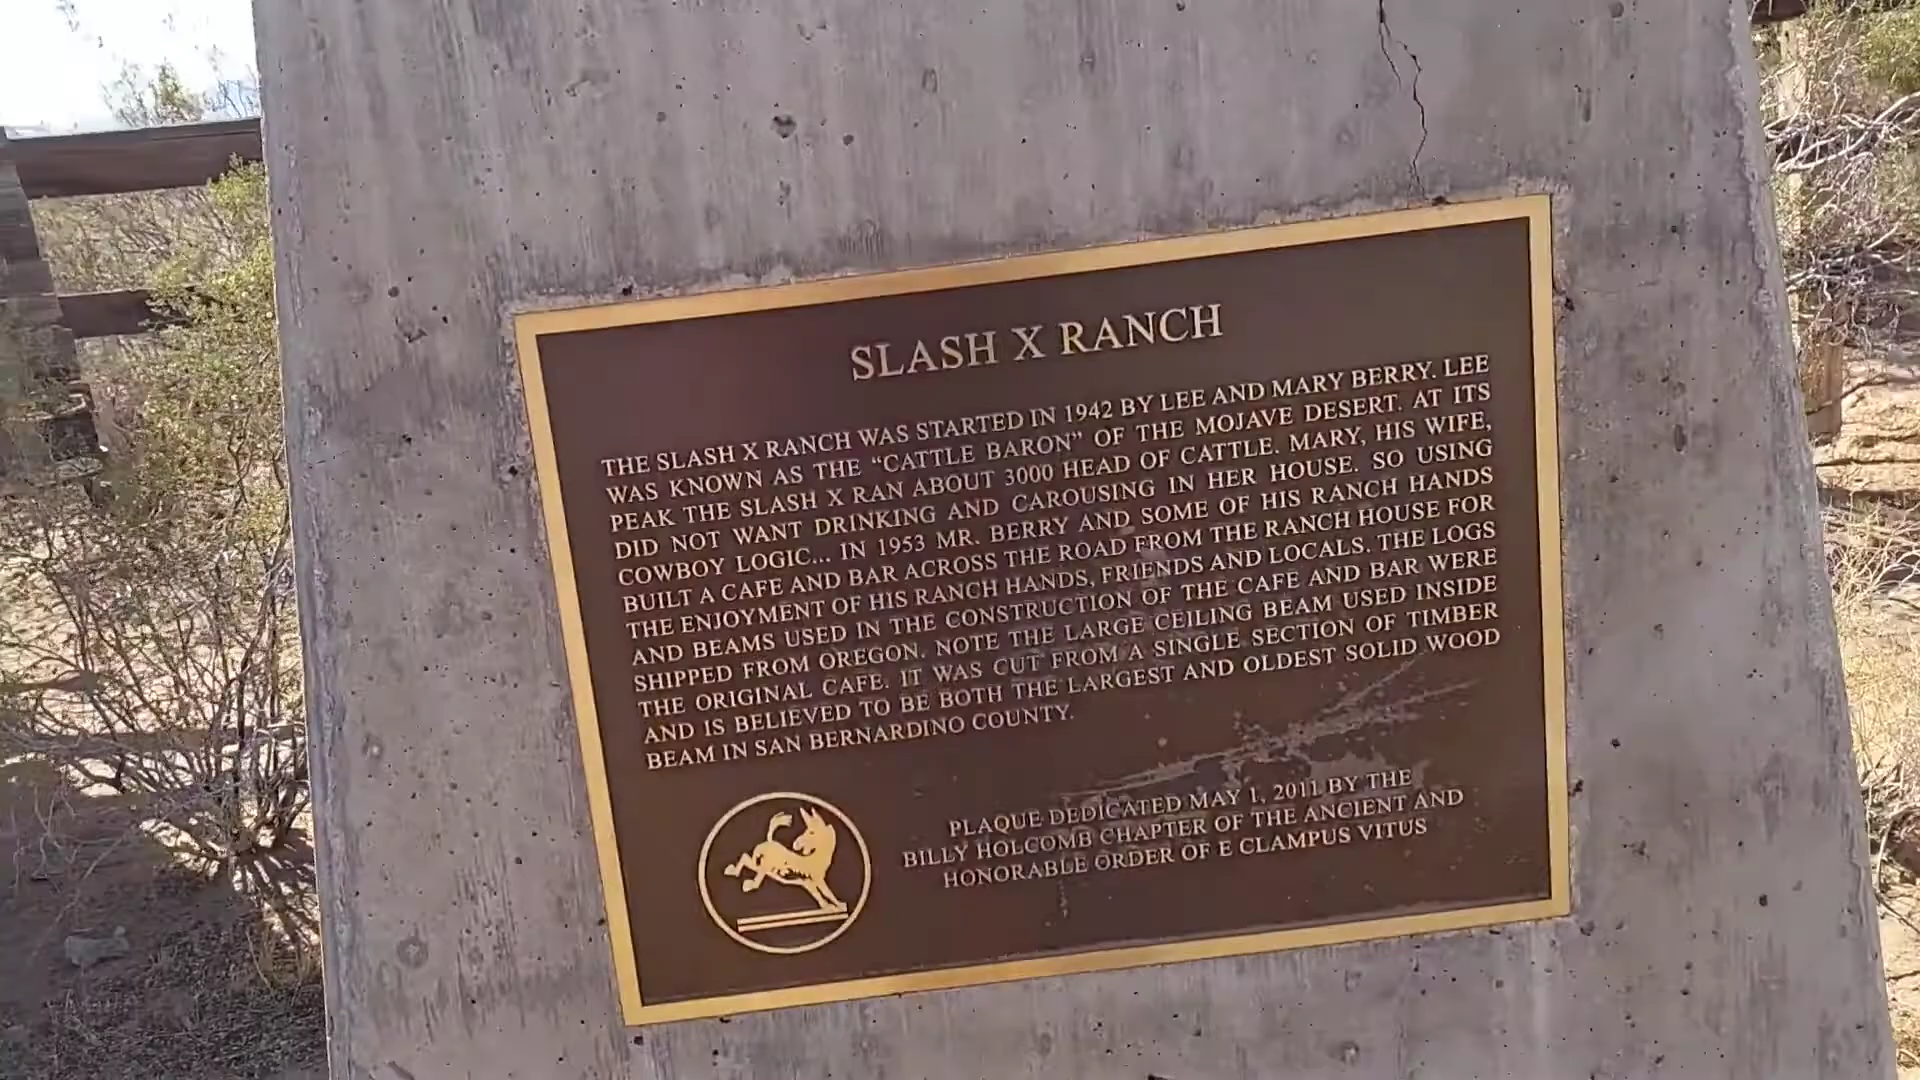 SLASH X RANCH
THE SLASH X RANCH WAS STARTED IN 1942 BY LEE AND MARY BERRY. LEE
WAS KNOWN AS THE “CATTLE BARON” OF THE MOJAVE DESERT. AT ITS
PEAK THE SLASH X RAN ABOUT 3000 HEAD OF CATTLE. MARY, HIS WIFE,
DID NOT WANT DRINKING AND CAROUSING IN HER HOUSE. SO USING
COWBOY LOGIC... IN 1953 MR. BERRY AND SOME OF HIS RANCH HANDS
BUILT A CAFE AND BAR ACROSS THE ROAD FROM THE RANCH HOUSE FOR
THE ENJOYMENT OF HIS RANCH HANDS, FRIENDS AND LOCALS. THE LOGS
AND BEAMS USED IN THE CONSTRUCTION OF THE CAFE AND BAR WERE
SHIPPED FROM OREGON. NOTE THE LARGE CEILING BEAM USED INSIDE
THE ORIGINAL CAFE. IT WAS CUT FROM A SINGLE SECTION OF TIMBER
AND IS BELIEVED TO BE BOTH THE LARGEST AND OLDEST SOLID WOOD
BEAM IN SAN BERNARDINO COUNTY.
PLAQUE DEDICATED MAY 1, 2011 BY THE
BILLY HOLCOMB CHAPTER OF THE ANCIENT AND
HONORABLE ORDER OF E CLAMPUS VITUS